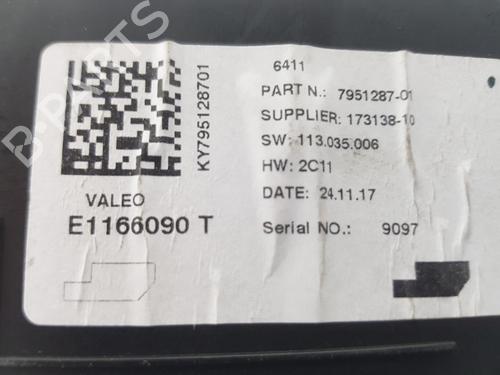 6411
PART N.: 7951287-01
SUPPLIER: 173138-10
SW: 113.035.006
HW: 2C11
DATE: 24.11.17
Serial NO.: 9097
KY795128701
VALEO
E1166090 T